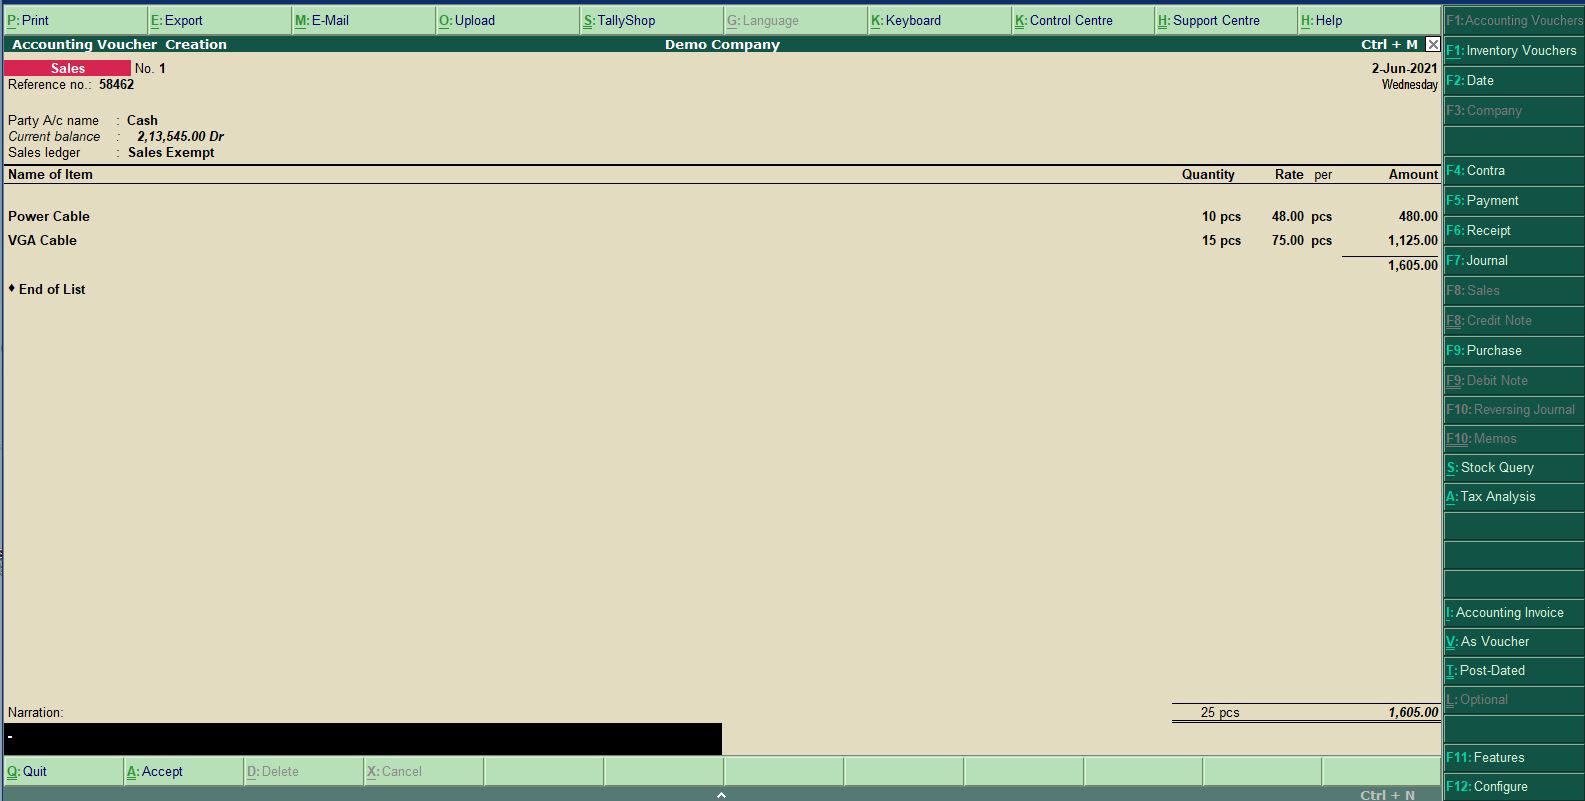 P: Print E: Export M: E-Mail O: Upload S: TallyShop G: Language K: Keyboard K: Control Centre H: Support Centre H: Help
Accounting Voucher Creation Demo Company Ctrl + M
Sales No. 1 2-Jun-2021
Reference no.: 58462 Wednesday
Party A/c name : Cash
Current balance : 2,13,545.00 Dr
Sales ledger : Sales Exempt
Name of Item Quantity Rate per Amount
Power Cable 10 pcs 48.00 pcs 480.00
VGA Cable 15 pcs 75.00 pcs 1,125.00
1,605.00
♦ End of List
Narration: 25 pcs 1,605.00
Q: Quit A: Accept D: Delete X: Cancel
Ctrl + N
F1: Accounting Vouchers
F1: Inventory Vouchers
F2: Date
F3: Company
F4: Contra
F5: Payment
F6: Receipt
F7: Journal
F8: Sales
F8: Credit Note
F9: Purchase
F9: Debit Note
F10: Reversing Journal
F10: Memos
S: Stock Query
A: Tax Analysis
I: Accounting Invoice
V: As Voucher
T: Post-Dated
L: Optional
F11: Features
F12: Configure